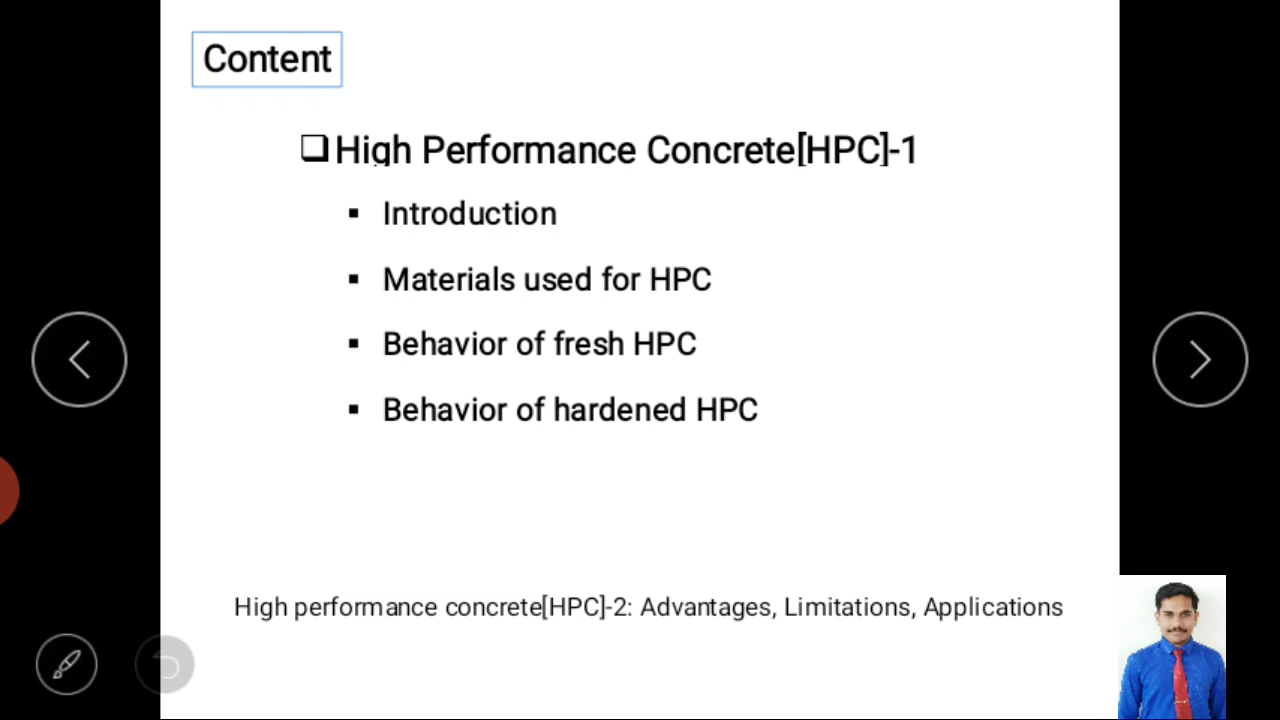 Content
High Performance Concrete[HPC]-1
Introduction
Materials used for HPC
Behavior of fresh HPC
Behavior of hardened HPC
High performance concrete[HPC]-2: Advantages, Limitations, Applications